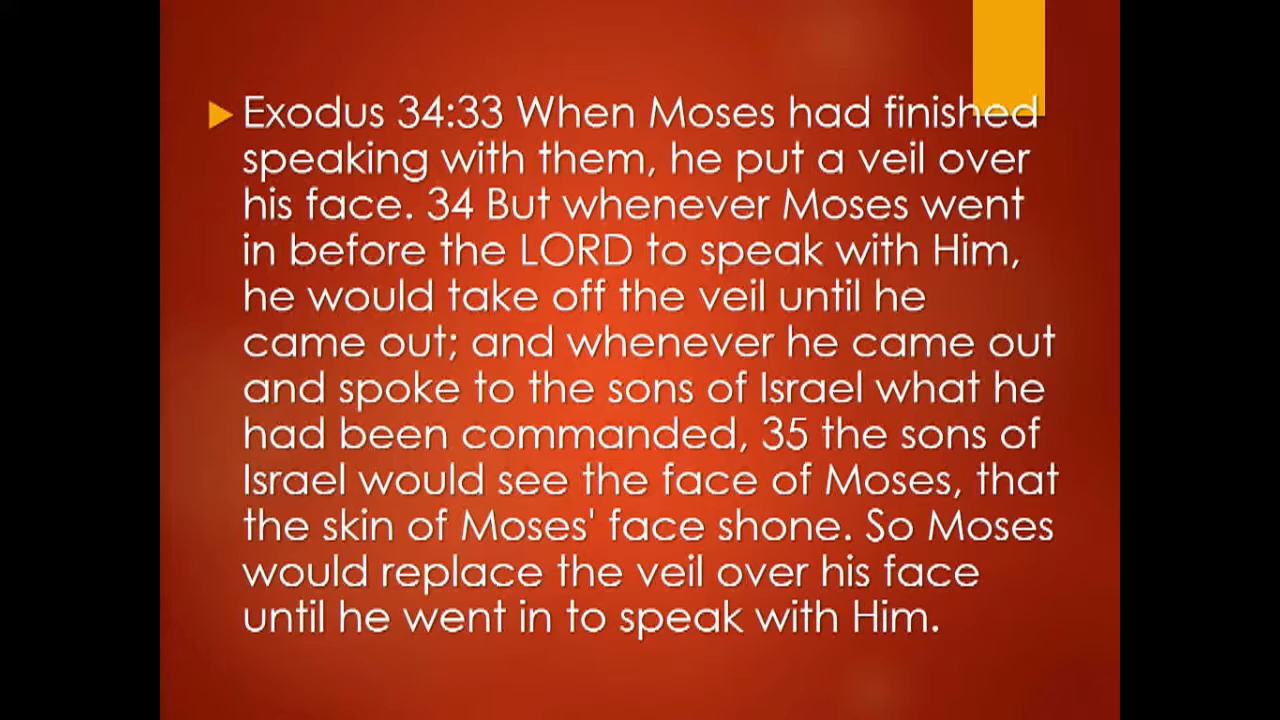 Exodus 34:33 When Moses had finished
speaking with them, he put a veil over
his face. 34 But whenever Moses went
in before the LORD to speak with Him,
he would take off the veil until he
came out; and whenever he came out
and spoke to the sons of Israel what he
had been commanded, 35 the sons of
Israel would see the face of Moses, that
the skin of Moses' face shone. So Moses
would replace the veil over his face
until he went in to speak with Him.